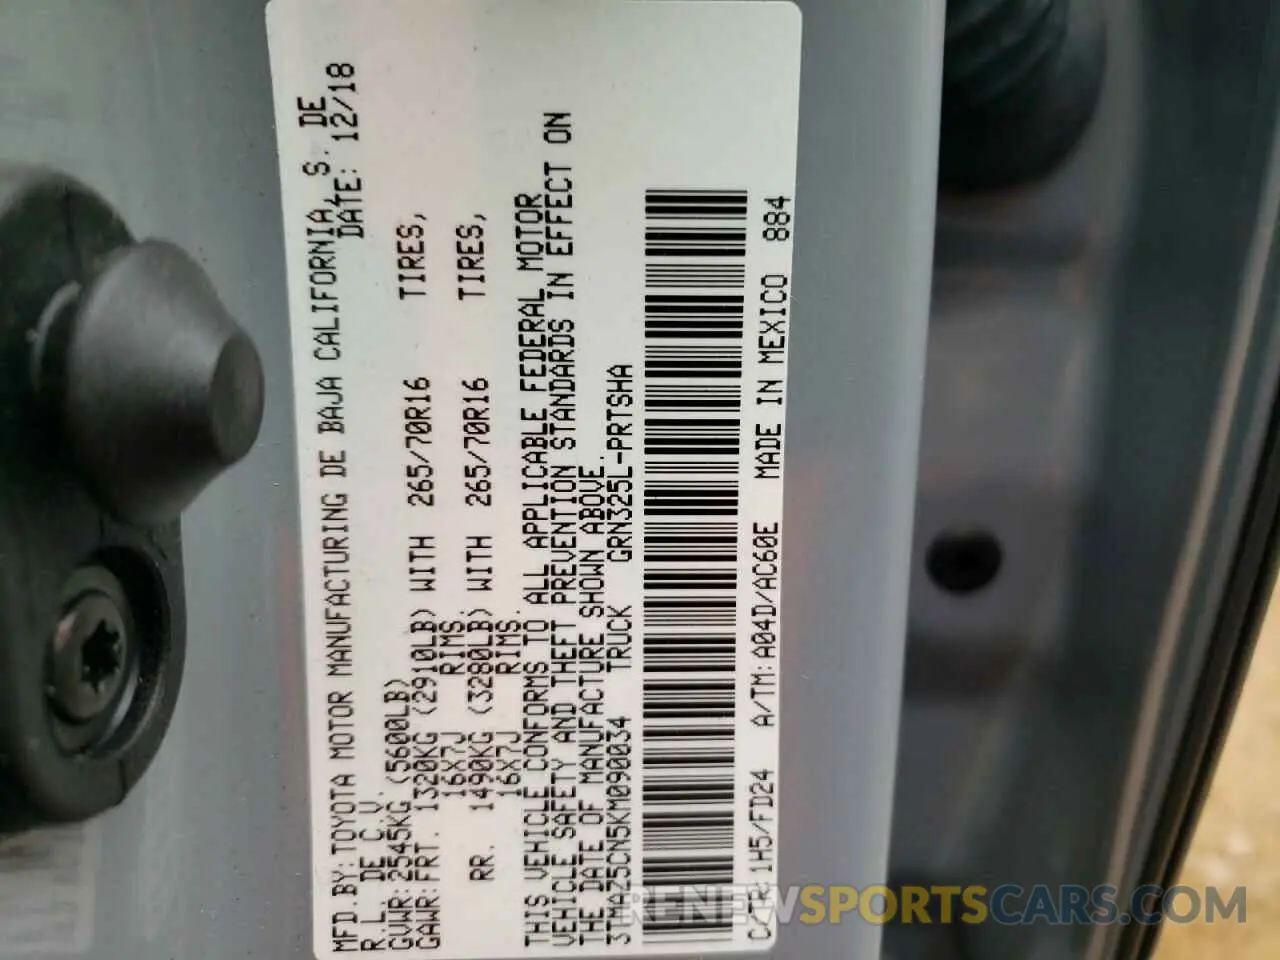 MFD.BY: TOYOTA MOTOR MANUFACTURING DE BAJA CALIFORNIA, S. DE
R.L. DE C.V. DATE: 12/18
GVWR: 2545KG (5600LB)
GAWR: FRT. 1320KG (2910LB) WITH 265/70R16 TIRES,
16X7J RIMS.
RR. 1490KG (3280LB) WITH 265/70R16 TIRES,
16X7J RIMS.
THIS VEHICLE CONFORMS TO ALL APPLICABLE FEDERAL MOTOR
VEHICLE SAFETY AND THEFT PREVENTION STANDARDS IN EFFECT ON
THE DATE OF MANUFACTURE SHOWN ABOVE.
3TMAZ5CN5KM090034 TRUCK GRN325L-PRTSHA
C/TR: 1H5/FD24 A/TM: A04D/AC60E MADE IN MEXICO 884
RENEWSPORTSCARS.COM